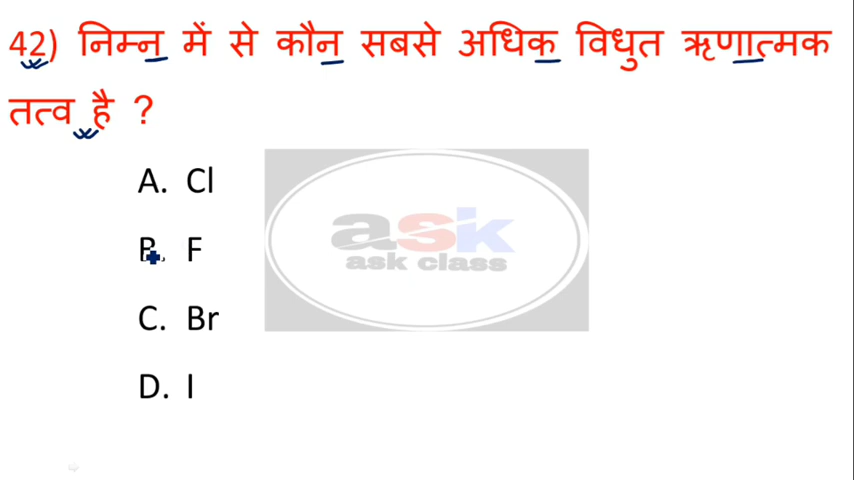 42) निम्न में से कौन सबसे अधिक विधुत ऋणात्मक
तत्व है ?
A. Cl
B. F
C. Br
D. I
ask
ask class